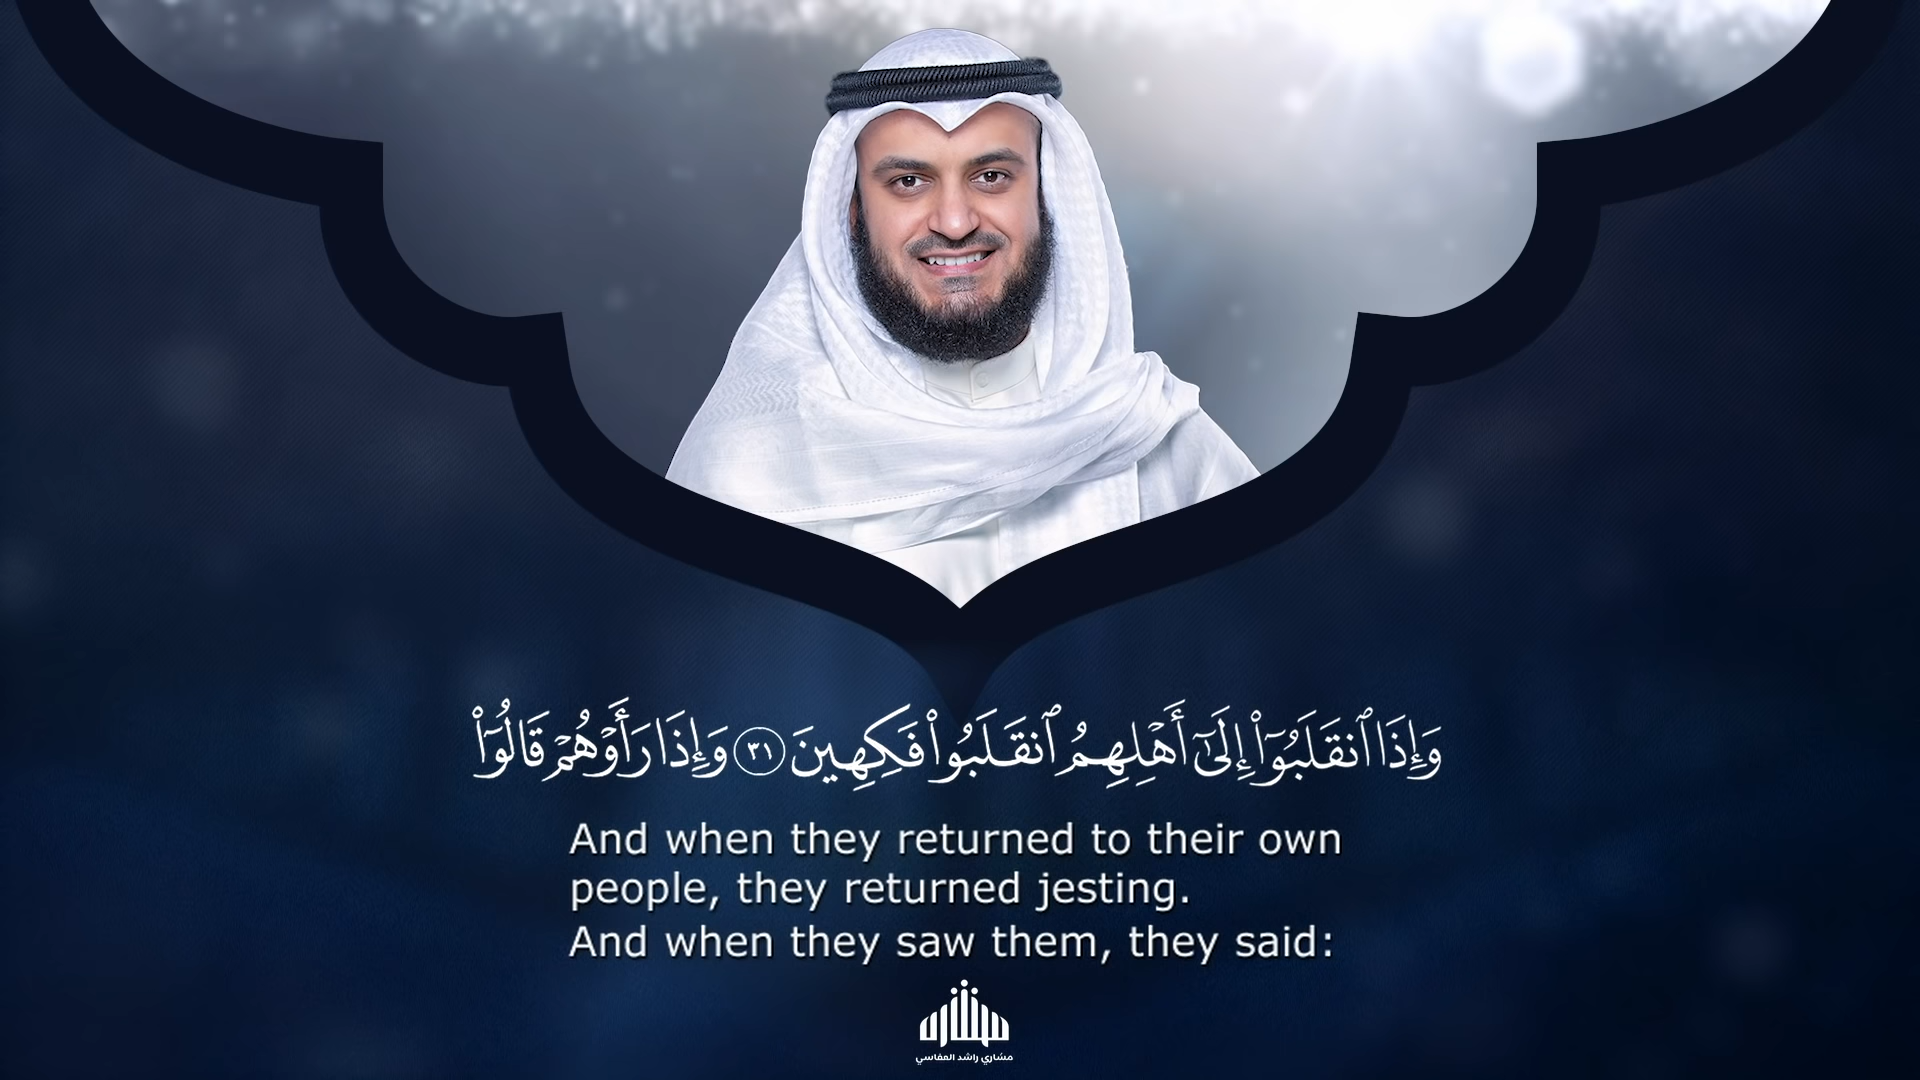 وَإِذَا ٱنقَلَبُوٓا۟ إِلَىٰٓ أَهْلِهِمُ ٱنقَلَبُوا۟ فَكِهِينَ ٣١ وَإِذَا رَأَوْهُمْ قَالُوٓا۟
And when they returned to their own
people, they returned jesting.
And when they saw them, they said:
مشاري
مشاري راشد العفاسي